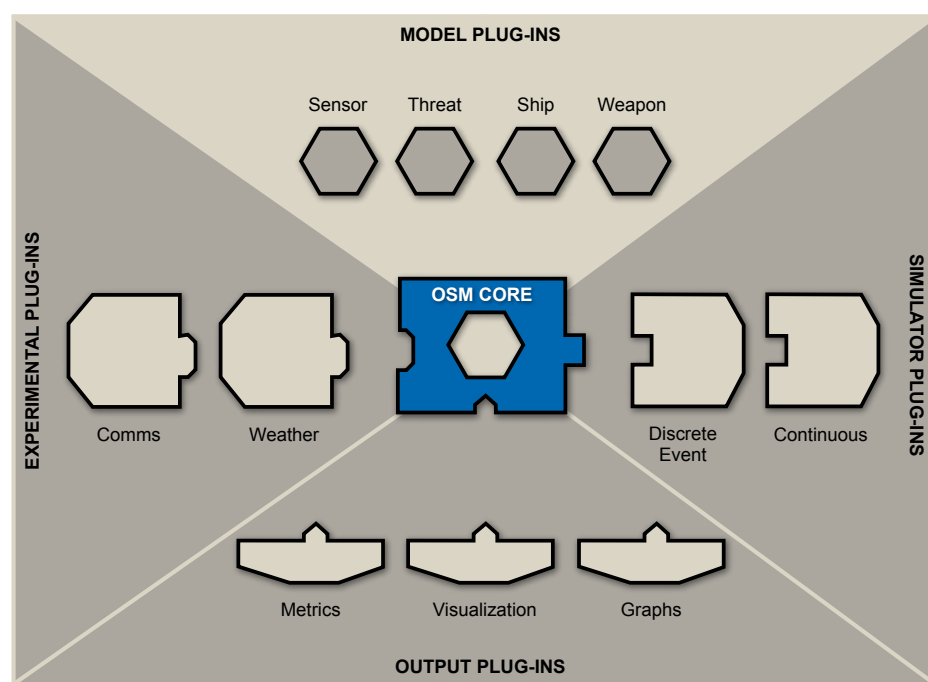 MODEL PLUG-INS
Sensor
Threat
Ship
Weapon
EXPERIMENTAL PLUG-INS
OSM CORE
SIMULATOR PLUG-INS
Comms
Weather
Discrete
Event
Continuous
Metrics
Visualization
Graphs
OUTPUT PLUG-INS